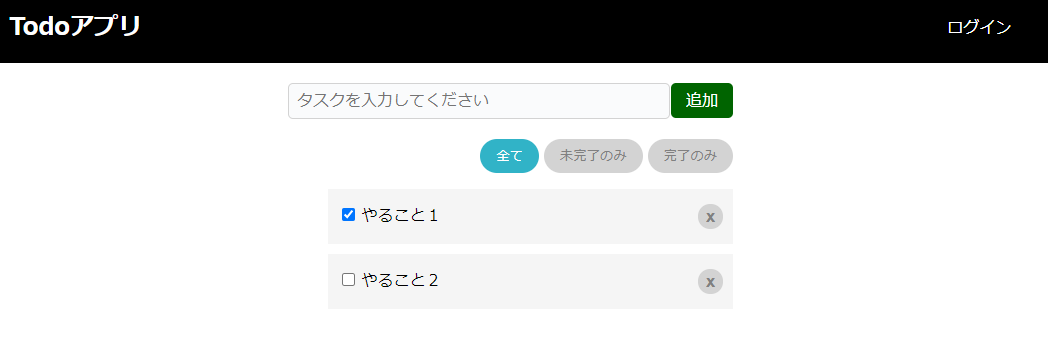 Todoアプリ ログイン
タスクを入力してください 追加
全て 未完了のみ 完了のみ
やること１ x
やること２ x